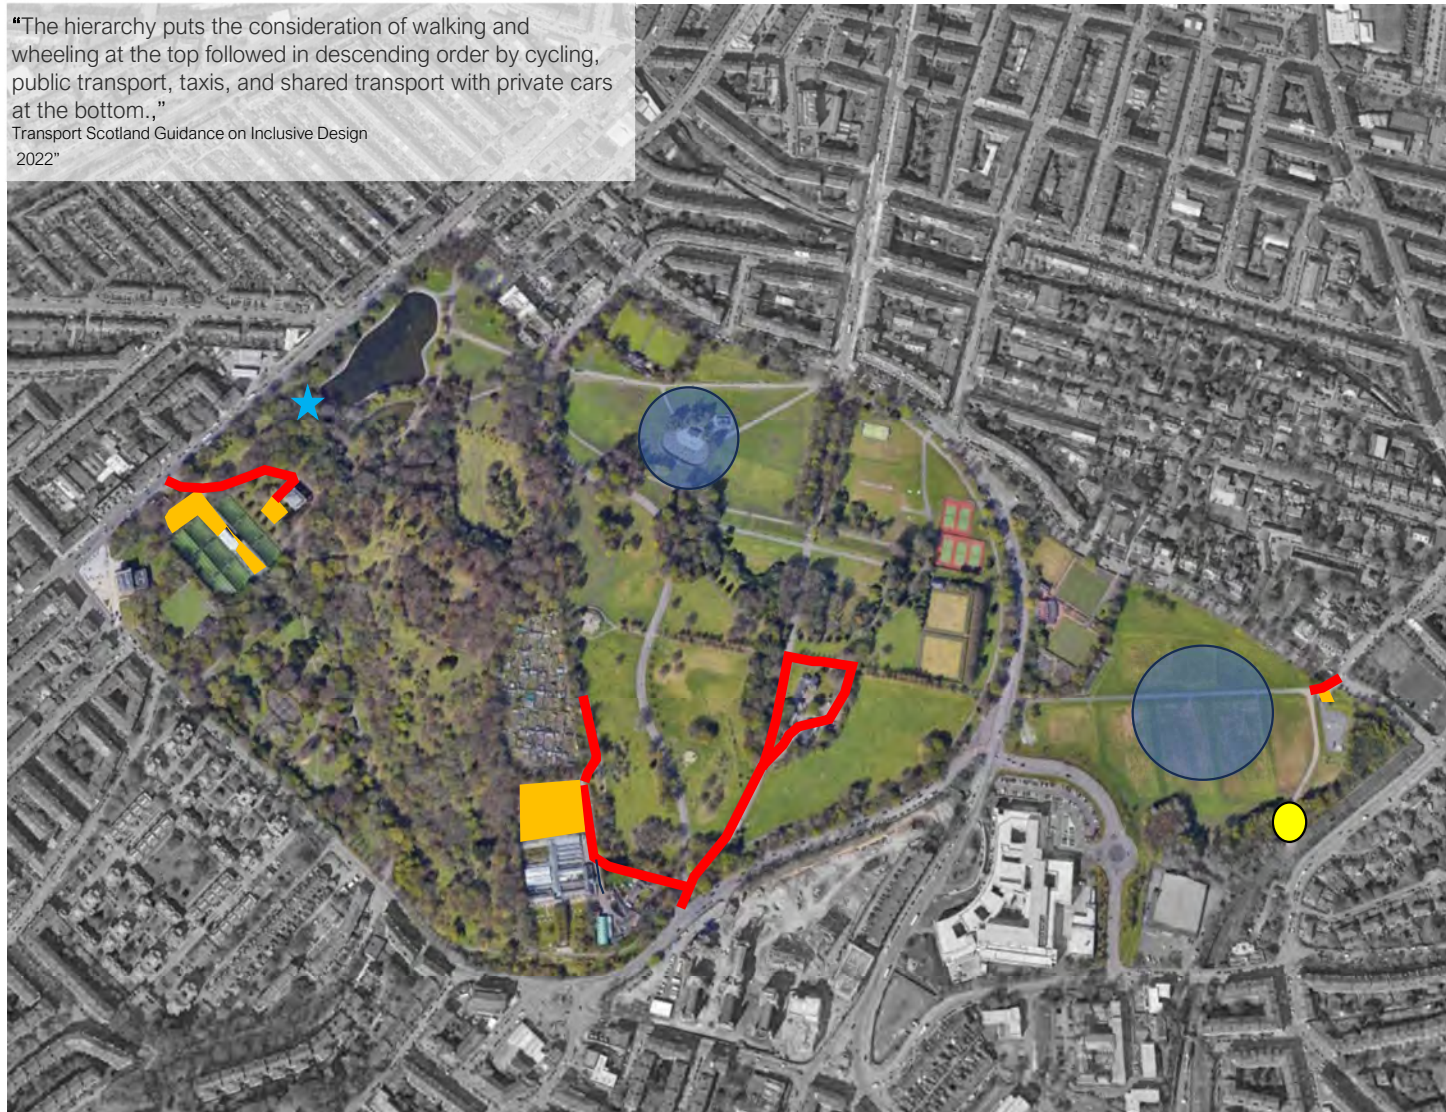 "The hierarchy puts the consideration of walking and
wheeling at the top followed in descending order by cycling,
public transport, taxis, and shared transport with private cars
at the bottom.,”
Transport Scotland Guidance on Inclusive Design
2022”